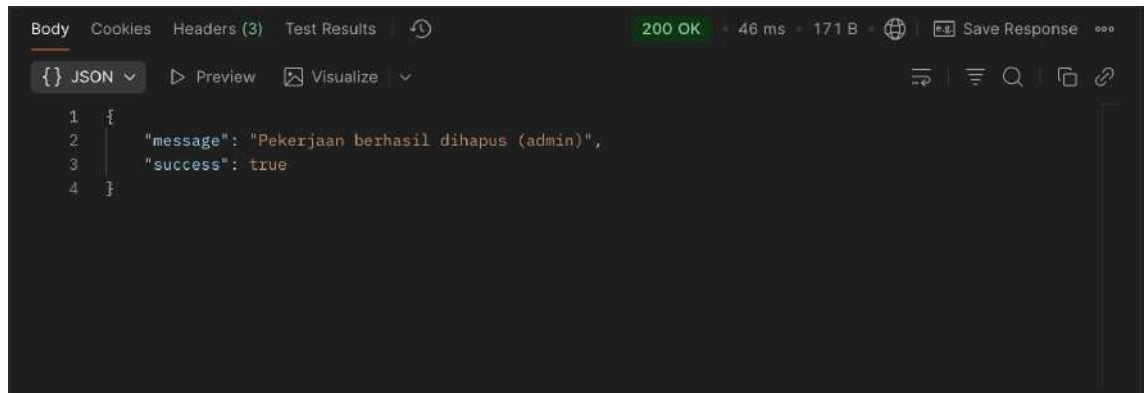 Body Cookies Headers (3) Test Results 200 OK 46 ms 171 B e.g. Save Response
{} JSON Preview Visualize
1 {
2 "message": "Pekerjaan berhasil dihapus (admin)",
3 "success": true
4 }